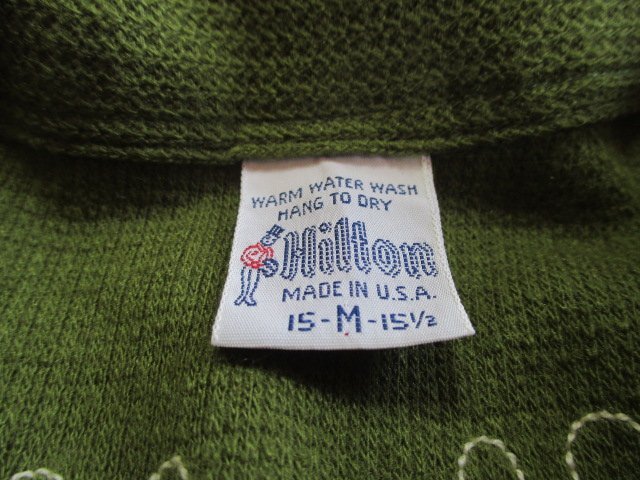 WARM WATER WASH
HANG TO DRY
Hilton
MADE IN U.S.A.
15-M-15½